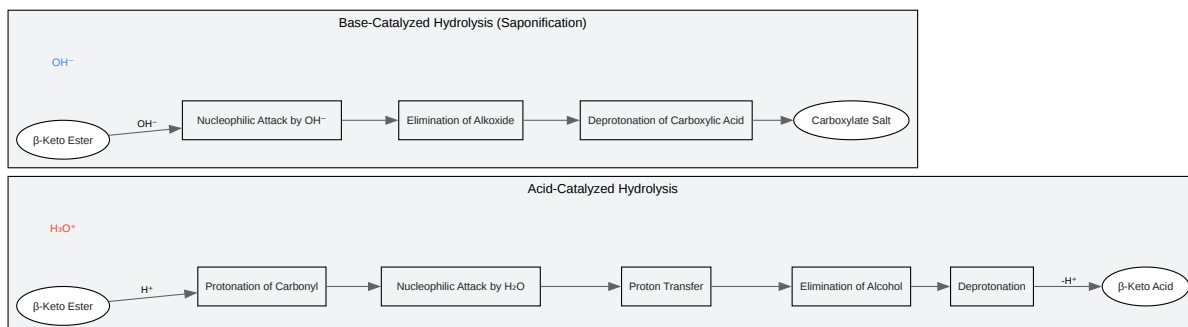 Base-Catalyzed Hydrolysis (Saponification)
OH⁻
β-Keto Ester
OH⁻
Nucleophilic Attack by OH⁻
Elimination of Alkoxide
Deprotonation of Carboxylic Acid
Carboxylate Salt
Acid-Catalyzed Hydrolysis
H₃O⁺
β-Keto Ester
H⁺
Protonation of Carbonyl
Nucleophilic Attack by H₂O
Proton Transfer
Elimination of Alcohol
Deprotonation
-H⁺
β-Keto Acid